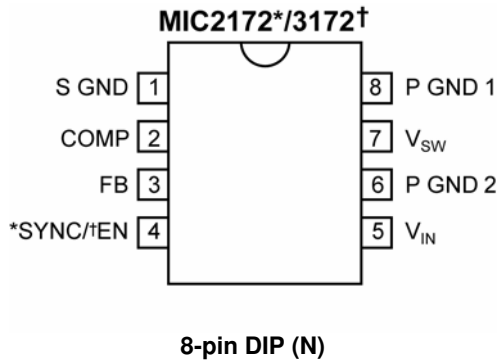 MIC2172*/3172†
S GND 1
8 P GND 1
COMP 2
7 VSW
FB 3
6 P GND 2
*SYNC/†EN 4
5 VIN
8-pin DIP (N)